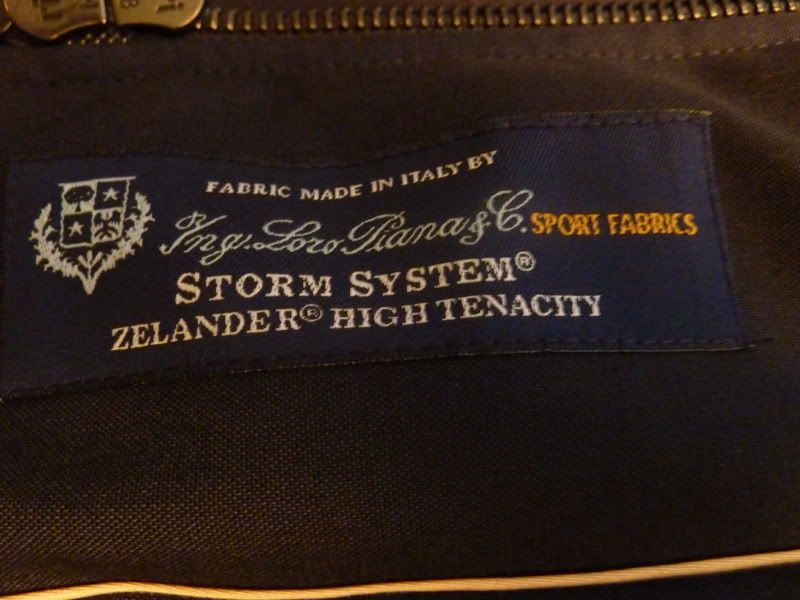 FABRIC MADE IN ITALY BY
Ing. Loro Piana & C. SPORT FABRICS
STORM SYSTEM®
ZELANDER® HIGH TENACITY